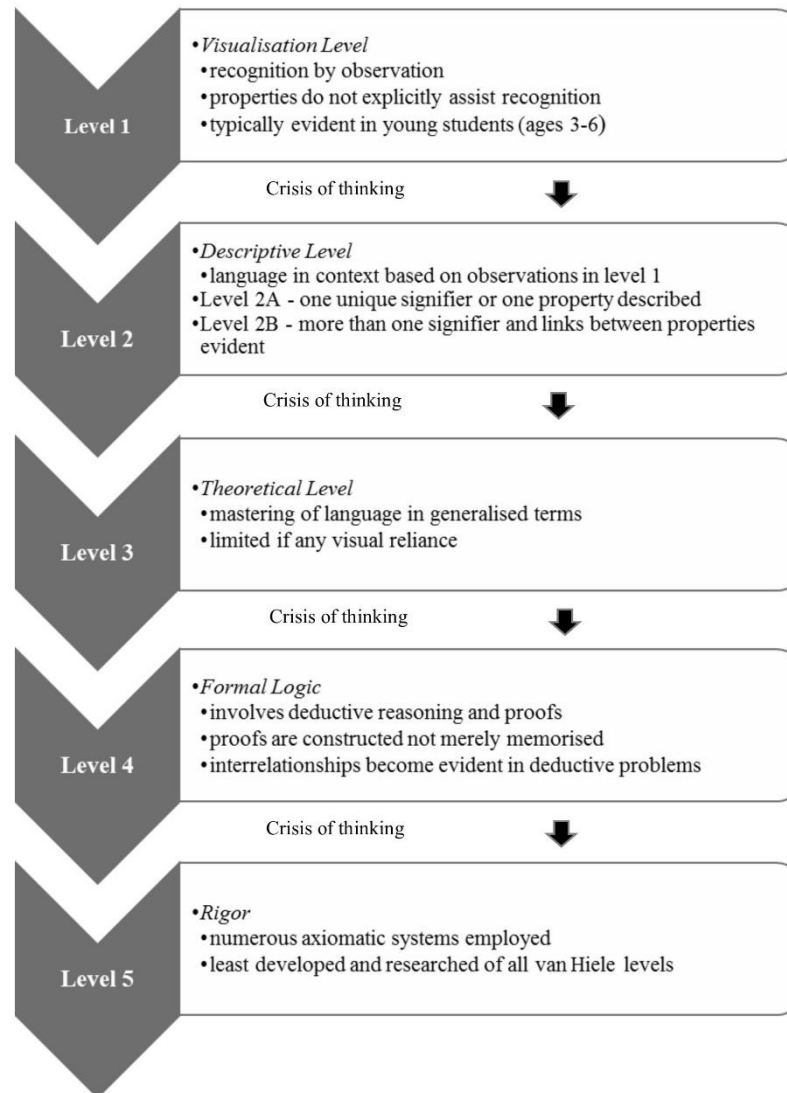 Level 1
•Visualisation Level
•recognition by observation
•properties do not explicitly assist recognition
•typically evident in young students (ages 3-6)
Crisis of thinking
Level 2
•Descriptive Level
•language in context based on observations in level 1
•Level 2A - one unique signifier or one property described
•Level 2B - more than one signifier and links between properties
evident
Crisis of thinking
Level 3
•Theoretical Level
•mastering of language in generalised terms
•limited if any visual reliance
Crisis of thinking
Level 4
•Formal Logic
•involves deductive reasoning and proofs
•proofs are constructed not merely memorised
•interrelationships become evident in deductive problems
Crisis of thinking
Level 5
•Rigor
•numerous axiomatic systems employed
•least developed and researched of all van Hiele levels